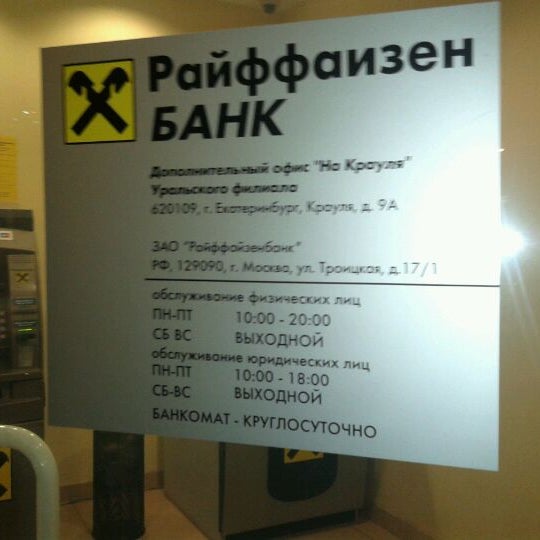 Райффаизен
БАНК
Дополнительный офис "На Крауля"
Уральского филиала
620109, г. Екатеринбург, Крауля, д. 9А
ЗАО "Райффайзенбанк"
РФ, 129090, г. Москва, ул. Троицкая, д.17/1
обслуживание физических лиц
ПН-ПТ 10:00 - 20:00
СБ ВС ВЫХОДНОЙ
обслуживание юридических лиц
ПН-ПТ 10:00 - 18:00
СБ-ВС ВЫХОДНОЙ
БАНКОМАТ - КРУГЛОСУТОЧНО